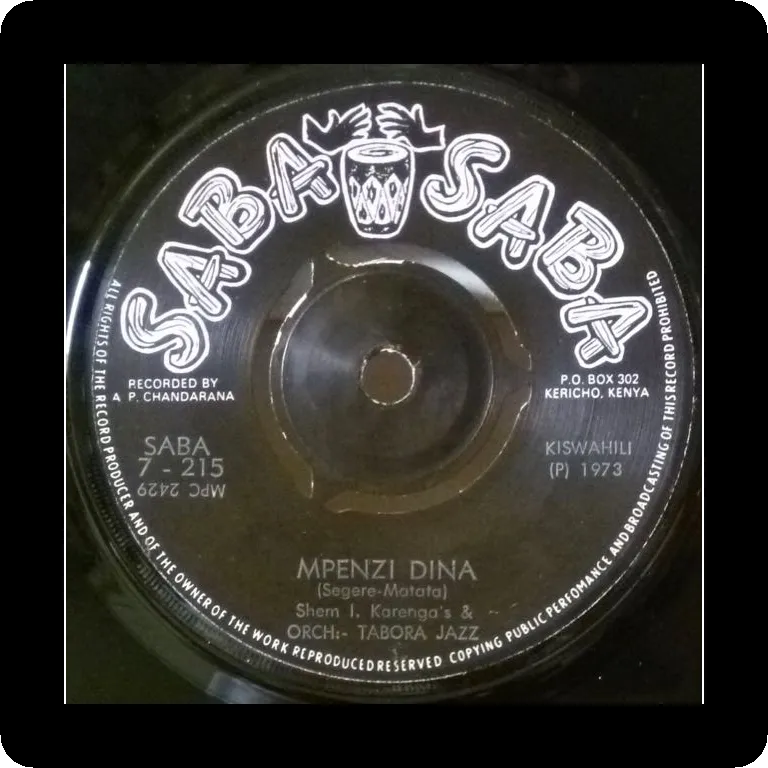 SABA SABA
RECORDED BY
A. P. CHANDARANA
P.O. BOX 302
KERICHO, KENYA
SABA
7 - 215
MPC 2429
KISWAHILI
(P) 1973
MPENZI DINA
(Segere-Matata)
Shem I. Karenga's &
ORCH:- TABORA JAZZ
ALL RIGHTS OF THE RECORD PRODUCER AND OF THE OWNER OF THE WORK REPRODUCED RESERVED COPYING PUBLIC PERFOMANCE AND BROADCASTING OF THIS RECORD PROHIBITED